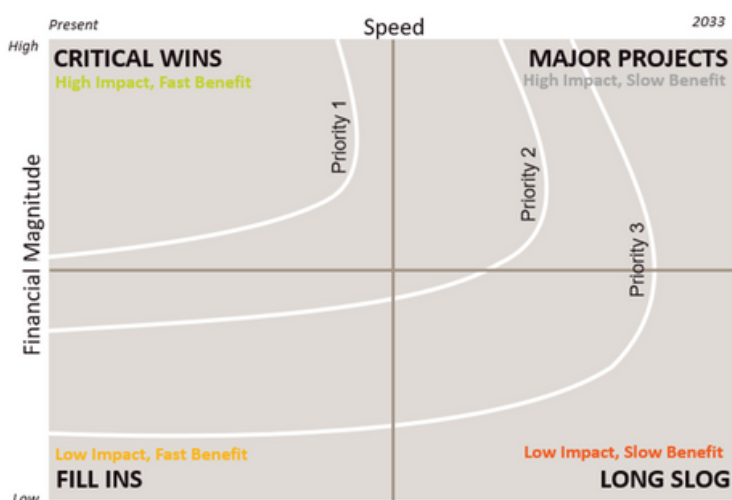 Present
Speed
2033
High
CRITICAL WINS
High Impact, Fast Benefit
MAJOR PROJECTS
High Impact, Slow Benefit
Financial Magnitude
Priority 1
Priority 2
Priority 3
Low Impact, Fast Benefit
FILL INS
Low Impact, Slow Benefit
LONG SLOG
Low